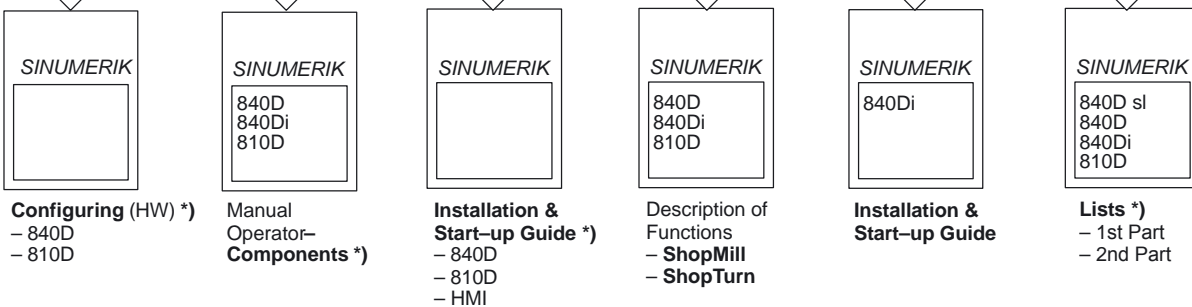 SINUMERIK
Configuring (HW) *)
– 840D
– 810D
SINUMERIK
840D
840Di
810D
Manual
Operator–
Components *)
SINUMERIK
Installation &
Start–up Guide *)
– 840D
– 810D
– HMI
SINUMERIK
840D
840Di
810D
Description of
Functions
– ShopMill
– ShopTurn
SINUMERIK
840Di
Installation &
Start–up Guide
SINUMERIK
840D sl
840D
840Di
810D
Lists *)
– 1st Part
– 2nd Part